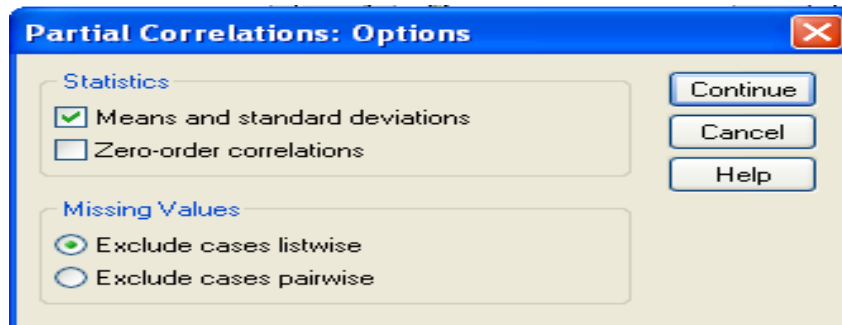 Partial Correlations: Options
Statistics
Means and standard deviations
Zero-order correlations
Continue
Cancel
Help
Missing Values
Exclude cases listwise
Exclude cases pairwise